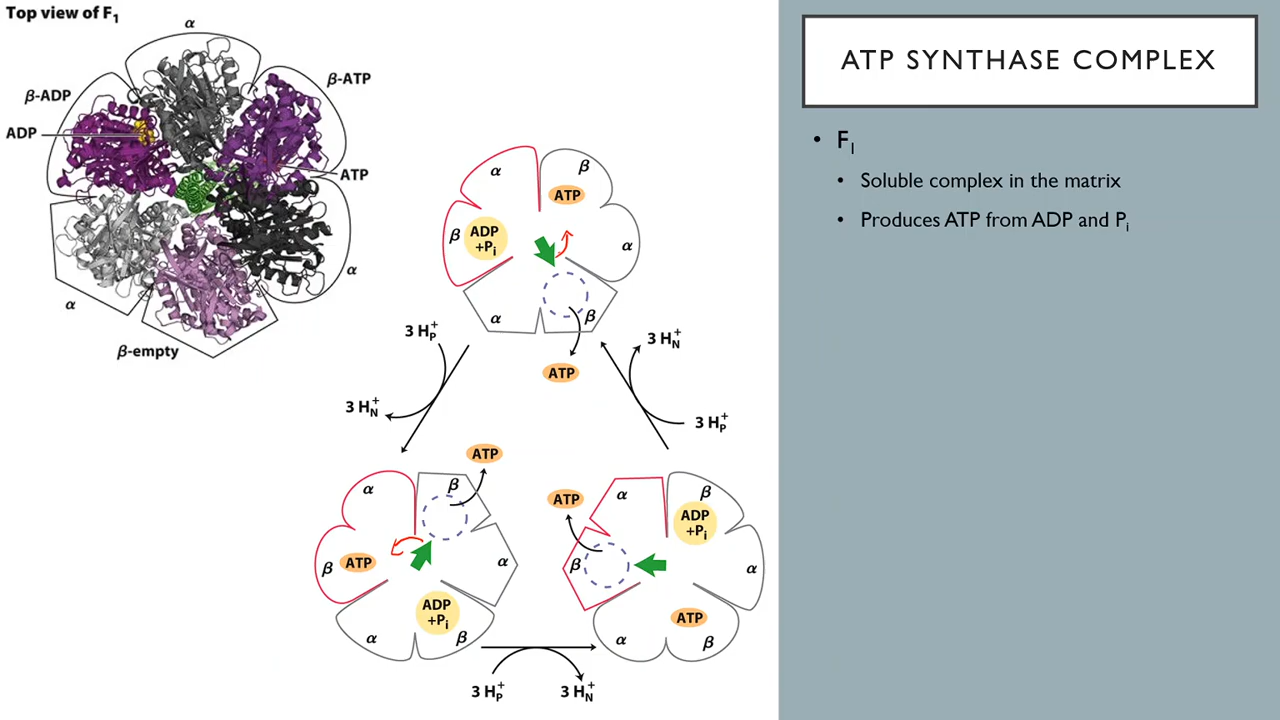 Top view of F₁
α
β-ATP
β-ADP
ADP
ATP
α
α
β-empty
α
β
ATP
β
ADP
+Pᵢ
α
α
β
ATP
3 H⁺P
3 H⁺N
3 H⁺N
3 H⁺P
ATP
α
β
β
ATP
α
ADP
+Pᵢ
α
β
ATP
α
β
ADP
+Pᵢ
β
α
ATP
α
β
3 H⁺P
3 H⁺N
ATP SYNTHASE COMPLEX
• F₁
• Soluble complex in the matrix
• Produces ATP from ADP and Pᵢ